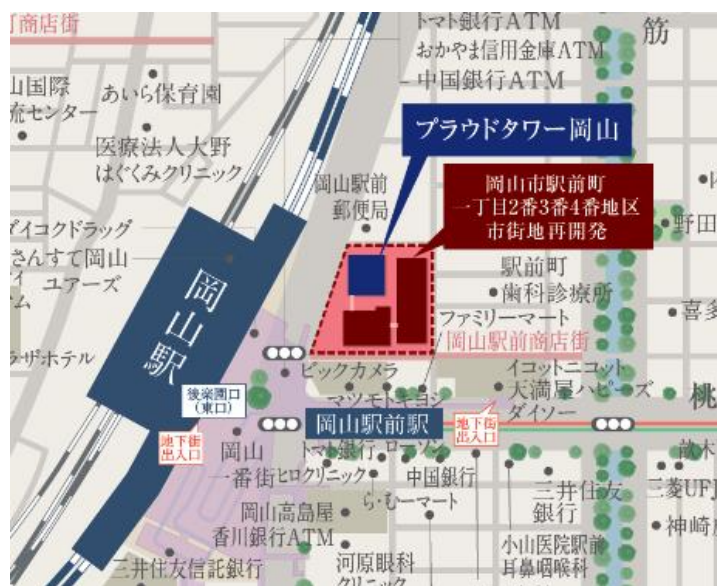 商店街
トマト銀行ATM
おかやま信用金庫ATM
中国銀行ATM
筋
山国際
流センター
あいら保育園
医療法人大野
はぐくみクリニック
プラウドタワー岡山
岡山駅前
郵便局
岡山市駅前町
一丁目2番3番4番地区
市街地再開発
ダイコクドラッグ
さんすて岡山
ユアーズ
野田
岡山駅
駅前町
歯科診療所
ファミリーマート
岡山駅前商店街
喜多
ラザホテル
ビックカメラ
マツモトキヨシ
イコットニコット
天満屋ハピーズ
ダイソー
桃
後楽園口
(東口)
岡山駅前駅
地下街
出入口
地下街
出入口
岡山
一番街
トマト銀行
ローソン
ヒロクリニック
ら・むーマート
中国銀行
三井住友
銀行
三菱UFJ
岡山高島屋
香川銀行ATM
小山医院駅前
耳鼻咽喉科
神崎
三井住友信託銀行
河原眼科
クリニック